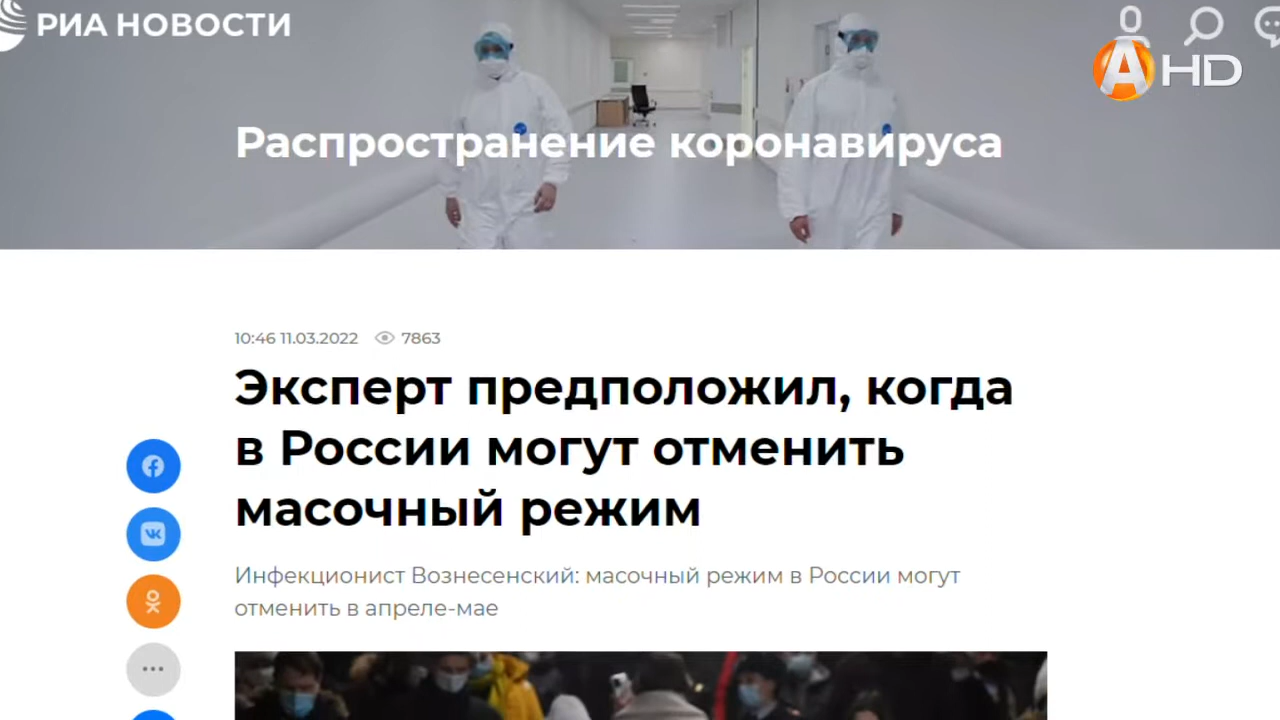 РИА НОВОСТИ
А HD
Распространение коронавируса
10:46 11.03.2022 7863
Эксперт предположил, когда
в России могут отменить
масочный режим
Инфекционист Вознесенский: масочный режим в России могут
отменить в апреле-мае